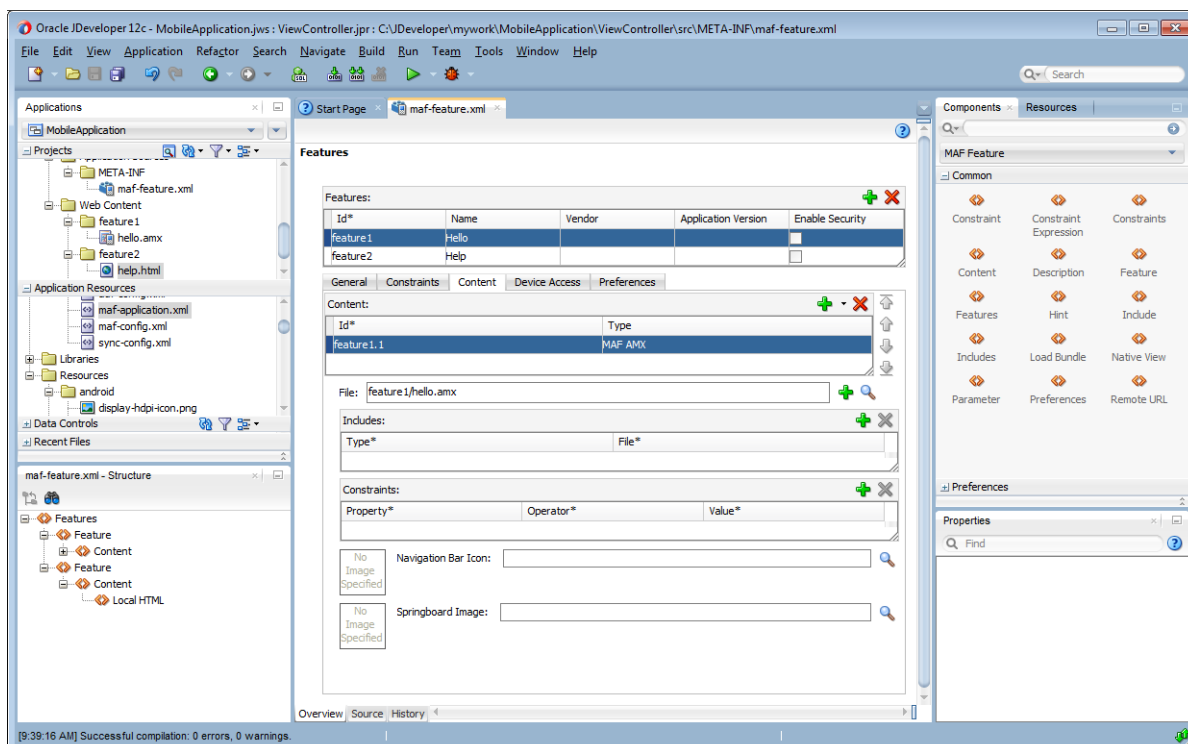 Oracle JDeveloper 12c - MobileApplication.jws : ViewController.jpr : C:\JDeveloper\mywork\MobileApplication\ViewController\src\META-INF\maf-feature.xml
File Edit View Application Refactor Search Navigate Build Run Team Tools Window Help
Search
Applications
MobileApplication
Projects
Application Sources
META-INF
maf-feature.xml
Web Content
feature1
hello.amx
feature2
help.html
Application Resources
maf-application.xml
maf-config.xml
sync-config.xml
Libraries
Resources
android
display-hdpi-icon.png
Data Controls
Recent Files
maf-feature.xml - Structure
Features
Feature
Content
Feature
Content
Local HTML
Start Page maf-feature.xml
Features
Features:
Id* Name Vendor Application Version Enable Security
feature1 Hello
feature2 Help
General Constraints Content Device Access Preferences
Content:
Id* Type
feature1.1 MAF AMX
File: feature1/hello.amx
Includes:
Type* File*
Constraints:
Property* Operator* Value*
No Image Specified
Navigation Bar Icon:
No Image Specified
Springboard Image:
Overview Source History
Components Resources
MAF Feature
Common
Constraint Constraint Expression Constraints
Content Description Feature
Features Hint Include
Includes Load Bundle Native View
Parameter Preferences Remote URL
Preferences
Properties
Find
[9:39:16 AM] Successful compilation: 0 errors, 0 warnings.